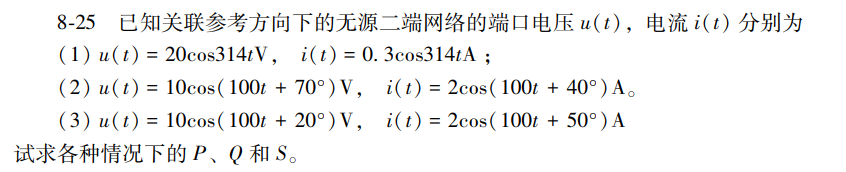 8-25 已知关联参考方向下的无源二端网络的端口电压 u(t)，电流 i(t) 分别为
(1) u(t) = 20cos314tV， i(t) = 0.3cos314tA；
(2) u(t) = 10cos(100t + 70°)V， i(t) = 2cos(100t + 40°)A。
(3) u(t) = 10cos(100t + 20°)V， i(t) = 2cos(100t + 50°)A
试求各种情况下的 P、Q 和 S。